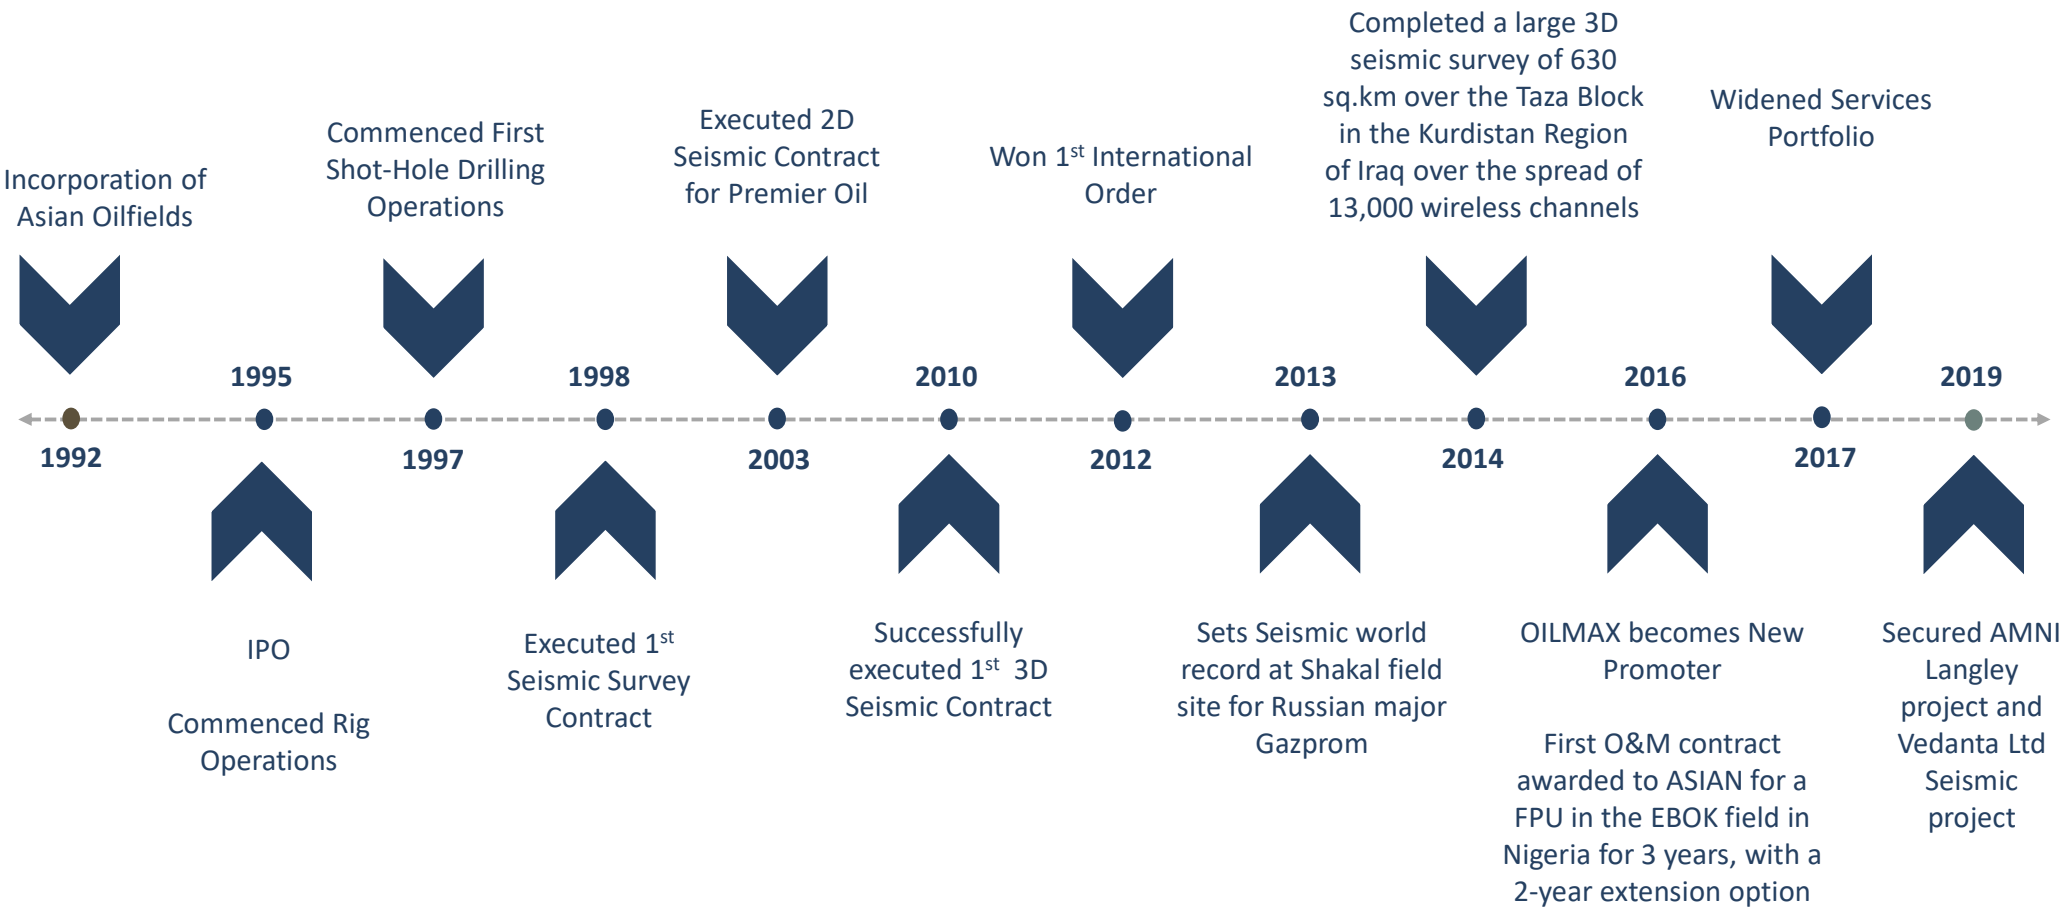 Incorporation of
Asian Oilfields
1992
1995
IPO
Commenced Rig
Operations
Commenced First
Shot-Hole Drilling
Operations
1997
1998
Executed 1st
Seismic Survey
Contract
Executed 2D
Seismic Contract
for Premier Oil
2003
2010
Successfully
executed 1st 3D
Seismic Contract
Won 1st International
Order
2012
2013
Sets Seismic world
record at Shakal field
site for Russian major
Gazprom
Completed a large 3D
seismic survey of 630
sq.km over the Taza Block
in the Kurdistan Region
of Iraq over the spread of
13,000 wireless channels
2014
2016
OILMAX becomes New
Promoter
First O&M contract
awarded to ASIAN for a
FPU in the EBOK field in
Nigeria for 3 years, with a
2-year extension option
Widened Services
Portfolio
2017
2019
Secured AMNI
Langley
project and
Vedanta Ltd
Seismic
project